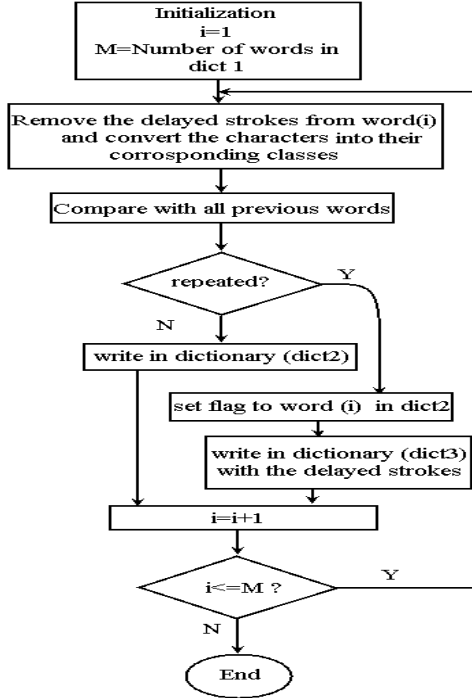 Initialization
i=1
M=Number of words in
dict 1
Remove the delayed strokes from word(i)
and convert the characters into their
corrosponding classes
Compare with all previous words
repeated?
Y
N
write in dictionary (dict2)
set flag to word (i) in dict2
write in dictionary (dict3)
with the delayed strokes
i=i+1
i<=M ?
Y
N
End